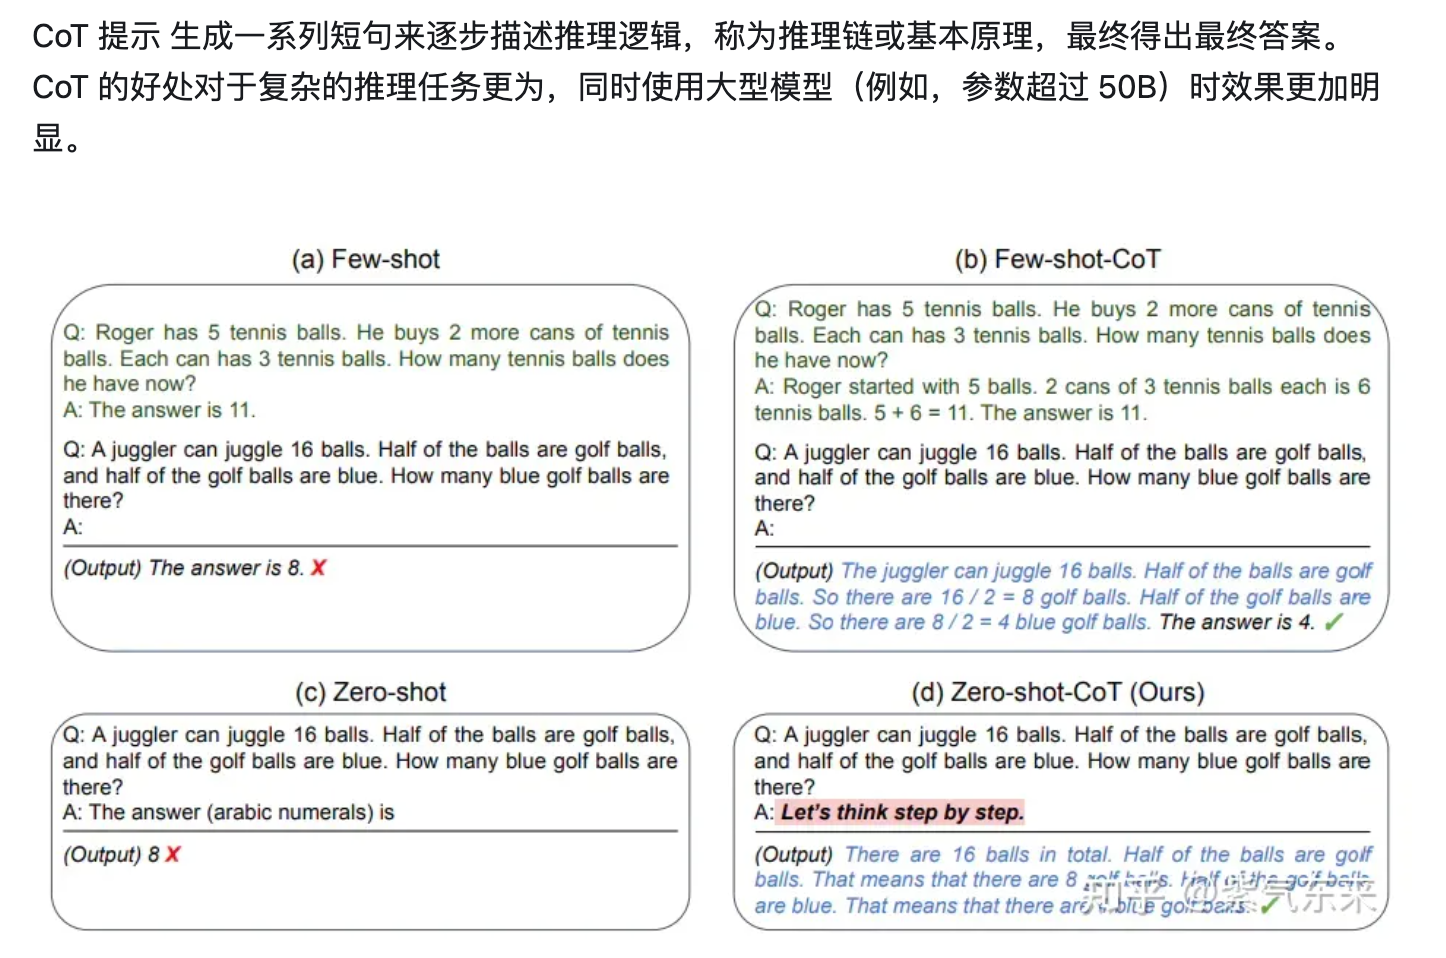 CoT 提示 生成一系列短句来逐步描述推理逻辑，称为推理链或基本原理，最终得出最终答案。
CoT 的好处对于复杂的推理任务更为，同时使用大型模型（例如，参数超过 50B）时效果更加明
显。
(a) Few-shot
Q: Roger has 5 tennis balls. He buys 2 more cans of tennis
balls. Each can has 3 tennis balls. How many tennis balls does
he have now?
A: The answer is 11.
Q: A juggler can juggle 16 balls. Half of the balls are golf balls,
and half of the golf balls are blue. How many blue golf balls are
there?
A:
(Output) The answer is 8. X
(b) Few-shot-CoT
Q: Roger has 5 tennis balls. He buys 2 more cans of tennis
balls. Each can has 3 tennis balls. How many tennis balls does
he have now?
A: Roger started with 5 balls. 2 cans of 3 tennis balls each is 6
tennis balls. 5 + 6 = 11. The answer is 11.
Q: A juggler can juggle 16 balls. Half of the balls are golf balls,
and half of the golf balls are blue. How many blue golf balls are
there?
A:
(Output) The juggler can juggle 16 balls. Half of the balls are golf
balls. So there are 16 / 2 = 8 golf balls. Half of the golf balls are
blue. So there are 8 / 2 = 4 blue golf balls. The answer is 4. ✓
(c) Zero-shot
Q: A juggler can juggle 16 balls. Half of the balls are golf balls,
and half of the golf balls are blue. How many blue golf balls are
there?
A: The answer (arabic numerals) is
(Output) 8 X
(d) Zero-shot-CoT (Ours)
Q: A juggler can juggle 16 balls. Half of the balls are golf balls,
and half of the golf balls are blue. How many blue golf balls are
there?
A: Let's think step by step.
(Output) There are 16 balls in total. Half of the balls are golf
balls. That means that there are 8 golf balls. Half of the golf balls
are blue. That means that there are 4 blue golf balls. ✓
知乎 @紫气东来